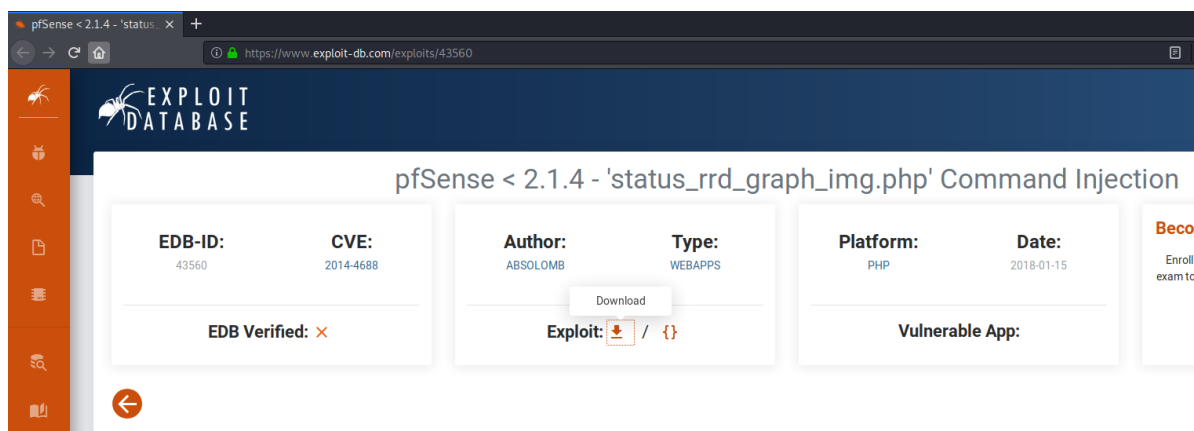 pfSense < 2.1.4 - 'status_ × +
https://www.exploit-db.com/exploits/43560
EXPLOIT
DATABASE
pfSense < 2.1.4 - 'status_rrd_graph_img.php' Command Injection
EDB-ID:
43560
CVE:
2014-4688
Author:
ABSOLOMB
Type:
WEBAPPS
Platform:
PHP
Date:
2018-01-15
Beco
Enroll
exam to
Download
EDB Verified: ×
Exploit: / {}
Vulnerable App: